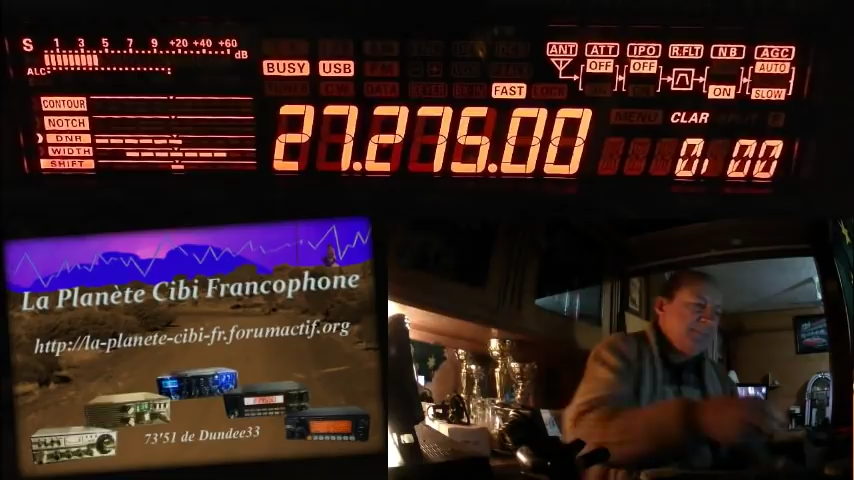 S 1 3 5 7 9 +20 +40 +60 dB
ALC
BUSY USB
FAST
ANT ATT IPO R.FLT NB AGC
OFF OFF AUTO
ON SLOW
CONTOUR
NOTCH
DNR
WIDTH
SHIFT
27.275.00
MENU CLAR SPLIT
0.00
La Planète Cibi Francophone
http://la-planete-cibi-fr.forumactif.org
73'51 de Dundee33